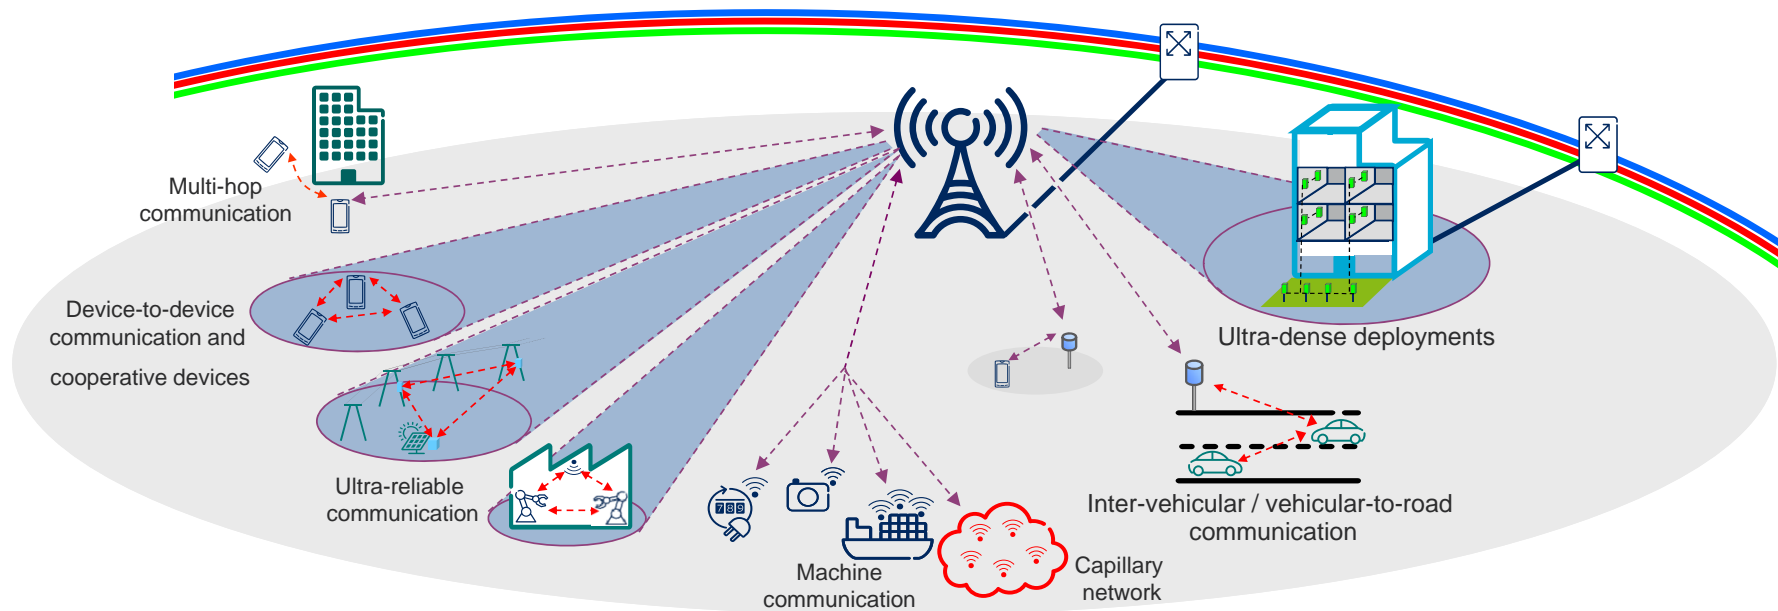 Multi-hop
communication
Device-to-device
communication and
cooperative devices
Ultra-reliable
communication
789
Machine
communication
Capillary
network
Ultra-dense deployments
Inter-vehicular / vehicular-to-road
communication